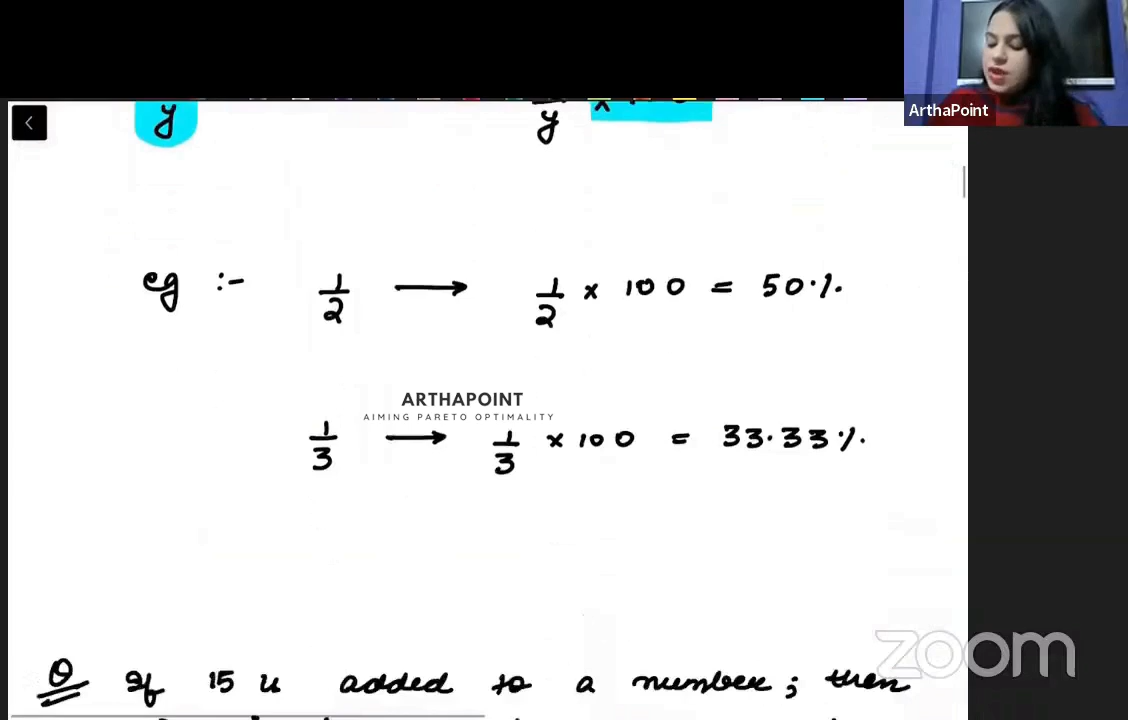 ArthaPoint
y
y
eg :- 1/2 → 1/2 × 100 = 50%.
ARTHAPOINT
AIMING PARETO OPTIMALITY
1/3 → 1/3 × 100 = 33.33%.
Q If 15 is added to a number; then
zoom